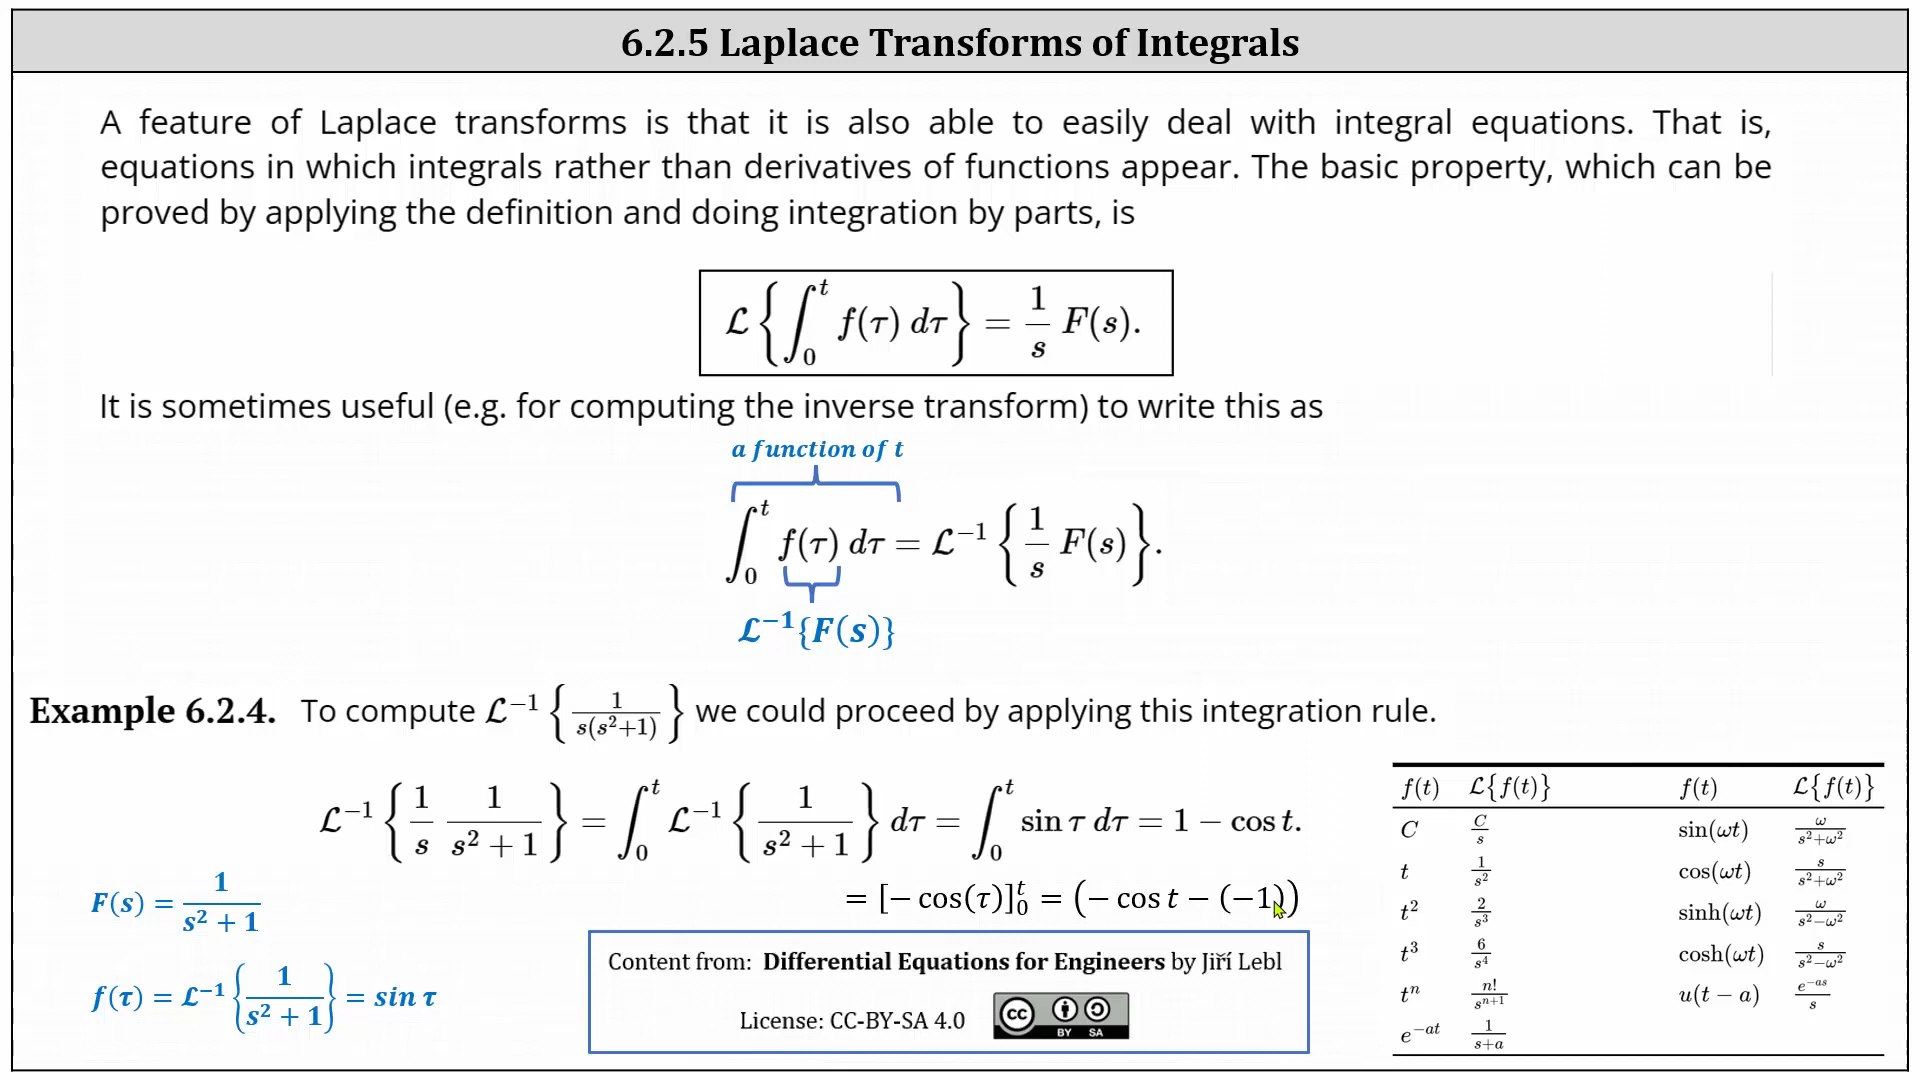 6.2.5 Laplace Transforms of Integrals
A feature of Laplace transforms is that it is also able to easily deal with integral equations. That is,
equations in which integrals rather than derivatives of functions appear. The basic property, which can be
proved by applying the definition and doing integration by parts, is
ℒ{∫₀ᵗ f(τ) dτ} = 1/s F(s).
It is sometimes useful (e.g. for computing the inverse transform) to write this as
a function of t
∫₀ᵗ f(τ) dτ = ℒ⁻¹{1/s F(s)}.
ℒ⁻¹{F(s)}
Example 6.2.4. To compute ℒ⁻¹{1/(s(s²+1))} we could proceed by applying this integration rule.
ℒ⁻¹{1/s 1/(s² + 1)} = ∫₀ᵗ ℒ⁻¹{1/(s² + 1)} dτ = ∫₀ᵗ sin τ dτ = 1 − cos t.
= [− cos(τ)]₀ᵗ = (− cos t − (−1))
F(s) = 1/(s² + 1)
f(τ) = ℒ⁻¹{1/(s² + 1)} = sin τ
Content from: Differential Equations for Engineers by Jiří Lebl
License: CC-BY-SA 4.0
cc BY SA
f(t) ℒ{f(t)} f(t) ℒ{f(t)}
C C/s sin(ωt) ω/(s²+ω²)
t 1/s² cos(ωt) s/(s²+ω²)
t² 2/s³ sinh(ωt) ω/(s²−ω²)
t³ 6/s⁴ cosh(ωt) s/(s²−ω²)
tⁿ n!/sⁿ⁺¹ u(t − a) e⁻ᵃˢ/s
e⁻ᵃᵗ 1/(s+a)